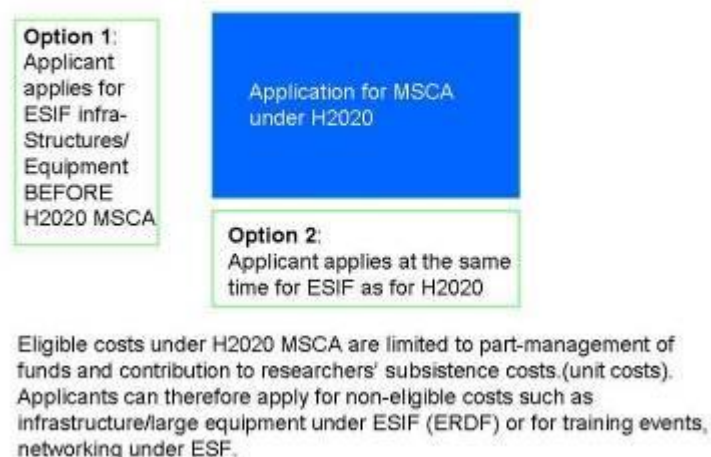 Option 1:
Applicant
applies for
ESIF infra-
Structures/
Equipment
BEFORE
H2020 MSCA
Application for MSCA
under H2020
Option 2:
Applicant applies at the same
time for ESIF as for H2020
Eligible costs under H2020 MSCA are limited to part-management of
funds and contribution to researchers' subsistence costs.(unit costs).
Applicants can therefore apply for non-eligible costs such as
infrastructure/large equipment under ESIF (ERDF) or for training events,
networking under ESF.